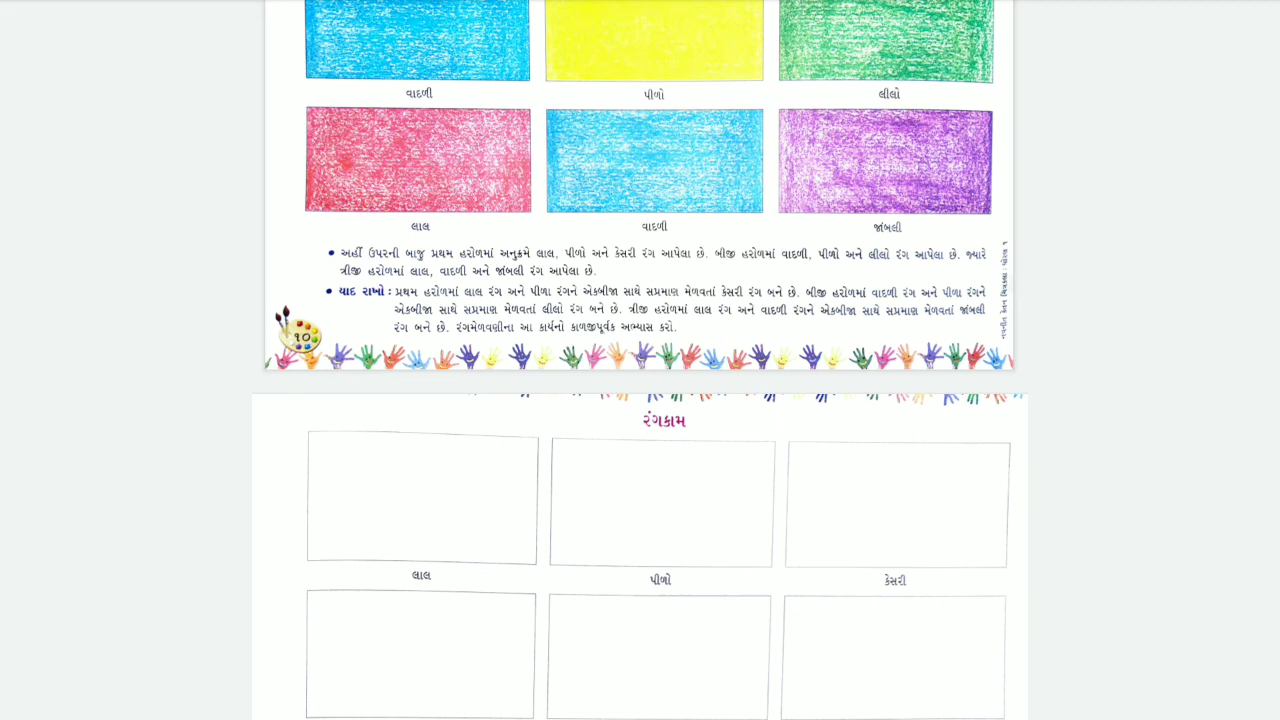 વાદળી પીળો લીલો
લાલ વાદળી જાંબલી
• અહીં ઉપરની બાજુ પ્રથમ હરોળમાં અનુક્રમે લાલ, પીળો અને કેસરી રંગ આપેલા છે. બીજી હરોળમાં વાદળી, પીળો અને લીલો રંગ આપેલા છે. જ્યારે
ત્રીજી હરોળમાં લાલ, વાદળી અને જાંબલી રંગ આપેલા છે.
• યાદ રાખો : પ્રથમ હરોળમાં લાલ રંગ અને પીળા રંગને એકબીજા સાથે સપ્રમાણ મેળવતાં કેસરી રંગ બને છે. બીજી હરોળમાં વાદળી રંગ અને પીળા રંગને
એકબીજા સાથે સપ્રમાણ મેળવતાં લીલો રંગ બને છે. ત્રીજી હરોળમાં લાલ રંગ અને વાદળી રંગને એકબીજા સાથે સપ્રમાણ મેળવતાં જાંબલી
રંગ બને છે. રંગમેળવણીના આ કાર્યનો કાળજીપૂર્વક અભ્યાસ કરો.
૧૦
રંગકામ
લાલ પીળો કેસરી